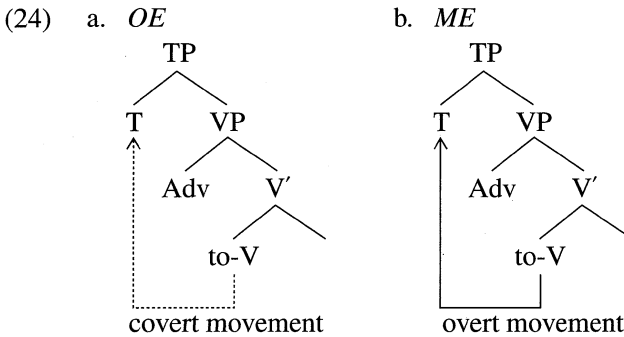 (24) a. OE b. ME
TP TP
T VP T VP
Adv V′ Adv V′
to-V to-V
covert movement overt movement